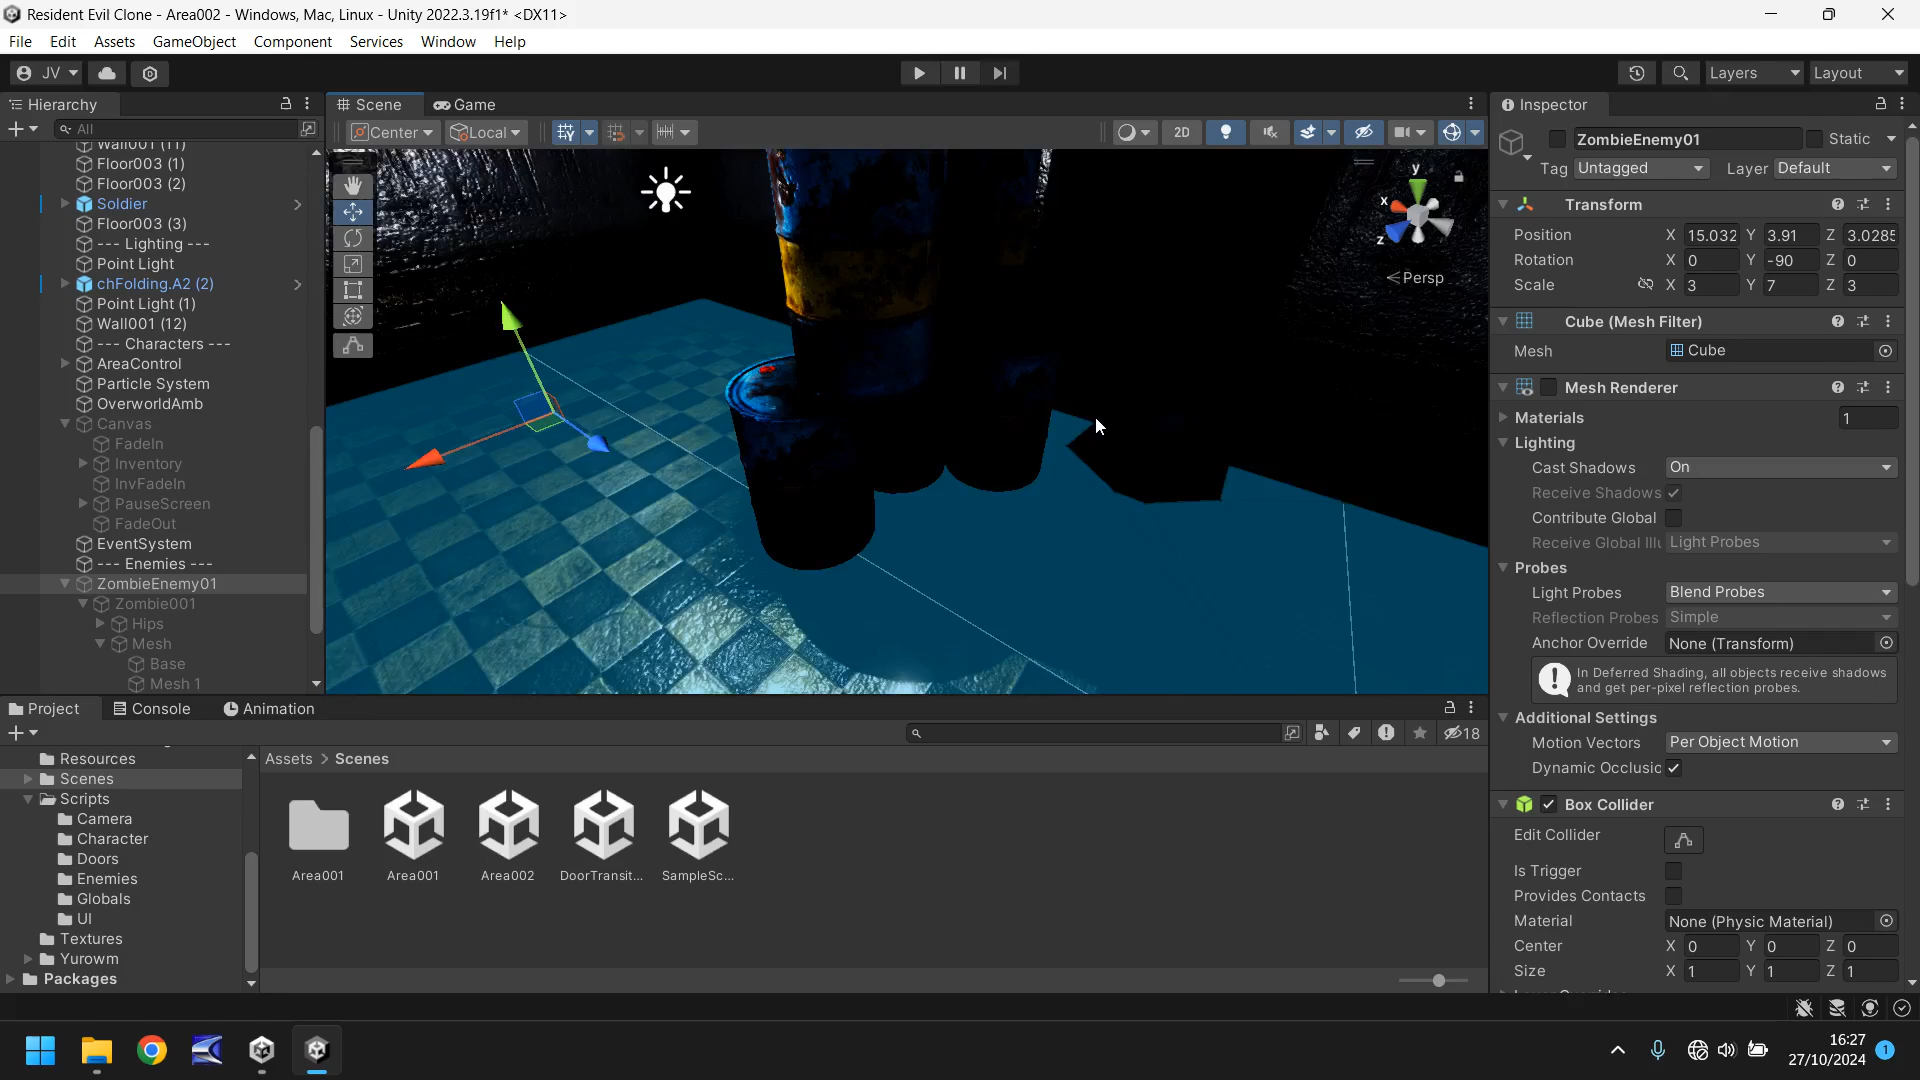 Resident Evil Clone - Area002 - Windows, Mac, Linux - Unity 2022.3.19f1* <DX11>
File Edit Assets GameObject Component Services Window Help
JV Layers Layout
Hierarchy
All
Wall001 (11)
Floor003 (1)
Floor003 (2)
Soldier
Floor003 (3)
--- Lighting ---
Point Light
chFolding.A2 (2)
Point Light (1)
Wall001 (12)
--- Characters ---
AreaControl
Particle System
OverworldAmb
Canvas
FadeIn
Inventory
InvFadeIn
PauseScreen
FadeOut
EventSystem
--- Enemies ---
ZombieEnemy01
Zombie001
Hips
Mesh
Base
Mesh 1
Scene Game
Center Local 2D
y
x
z
Persp
Inspector
ZombieEnemy01 Static
Tag Untagged Layer Default
Transform
Position X 15.032 Y 3.91 Z 3.0285
Rotation X 0 Y -90 Z 0
Scale X 3 Y 7 Z 3
Cube (Mesh Filter)
Mesh Cube
Mesh Renderer
Materials 1
Lighting
Cast Shadows On
Receive Shadows
Contribute Global
Receive Global Illu Light Probes
Probes
Light Probes Blend Probes
Reflection Probes Simple
Anchor Override None (Transform)
In Deferred Shading, all objects receive shadows
and get per-pixel reflection probes.
Additional Settings
Motion Vectors Per Object Motion
Dynamic Occlusic
Box Collider
Edit Collider
Is Trigger
Provides Contacts
Material None (Physic Material)
Center X 0 Y 0 Z 0
Size X 1 Y 1 Z 1
Project Console Animation
18
Resources
Scenes
Scripts
Camera
Character
Doors
Enemies
Globals
UI
Textures
Yurowm
Packages
Assets > Scenes
Area001 Area001 Area002 DoorTransit... SampleSc...
16:27
27/10/2024
1